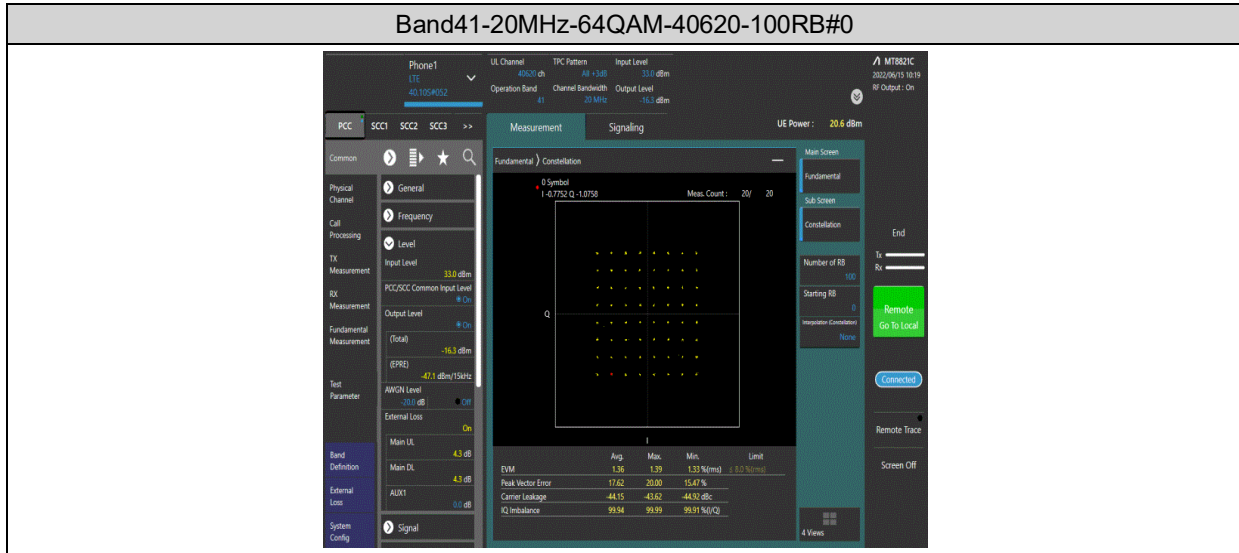 Band41-20MHz-64QAM-40620-100RB#0
Phone1
LTE
40.10S#052
UL Channel
40620 ch
TPC Pattern
All +3dB
Input Level
33.0 dBm
Operation Band
41
Channel Bandwidth
20 MHz
Output Level
-16.3 dBm
MT8821C
2022/06/15 10:19
RF Output : On
PCC SCC1 SCC2 SCC3 >>
Measurement Signaling
UE Power : 20.6 dBm
Common
Physical
Channel
Call
Processing
TX
Measurement
RX
Measurement
Fundamental
Measurement
Test
Parameter
Band
Definition
External
Loss
System
Config
General
Frequency
Level
Input Level
33.0 dBm
PCC/SCC Common Input Level
On
Output Level
On
(Total)
-16.3 dBm
(EPRE)
-47.1 dBm/15kHz
AWGN Level
-20.0 dB Off
External Loss
On
Main UL
4.3 dB
Main DL
4.3 dB
AUX1
0.0 dB
Signal
Fundamental ⟩ Constellation
0 Symbol
I -0.7752 Q -1.0758
Meas. Count : 20/ 20
Q
I
Avg. Max. Min. Limit
EVM 1.36 1.39 1.33 %(rms) ≤ 8.0 %(rms)
Peak Vector Error 17.62 20.00 15.47 %
Carrier Leakage -44.15 -43.62 -44.92 dBc
IQ Imbalance 99.94 99.99 99.91 %(I/Q)
Main Screen
Fundamental
Sub Screen
Constellation
Number of RB
100
Starting RB
0
Interpolation (Constellation)
None
4 Views
End
Tx
Rx
Remote
Go To Local
Connected
Remote Trace
Screen Off